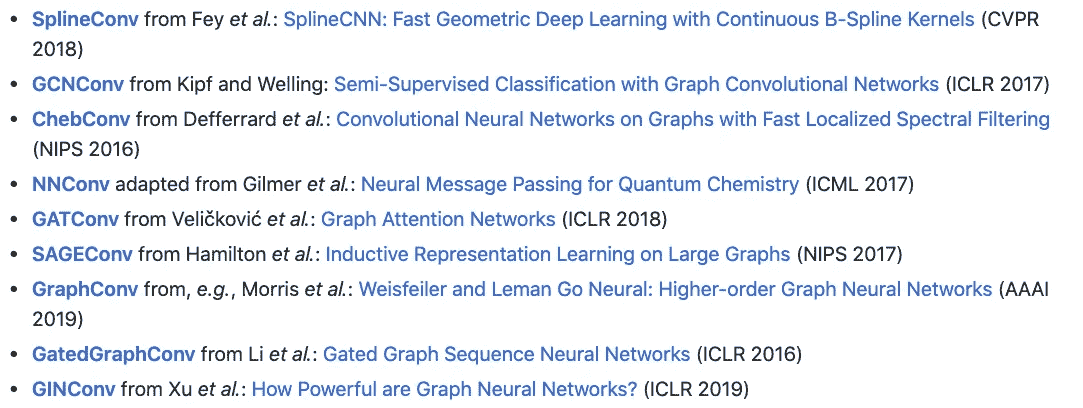 • SplineConv from Fey et al.: SplineCNN: Fast Geometric Deep Learning with Continuous B-Spline Kernels (CVPR
2018)
• GCNConv from Kipf and Welling: Semi-Supervised Classification with Graph Convolutional Networks (ICLR 2017)
• ChebConv from Defferrard et al.: Convolutional Neural Networks on Graphs with Fast Localized Spectral Filtering
(NIPS 2016)
• NNConv adapted from Gilmer et al.: Neural Message Passing for Quantum Chemistry (ICML 2017)
• GATConv from Veličković et al.: Graph Attention Networks (ICLR 2018)
• SAGEConv from Hamilton et al.: Inductive Representation Learning on Large Graphs (NIPS 2017)
• GraphConv from, e.g., Morris et al.: Weisfeiler and Leman Go Neural: Higher-order Graph Neural Networks (AAAI
2019)
• GatedGraphConv from Li et al.: Gated Graph Sequence Neural Networks (ICLR 2016)
• GINConv from Xu et al.: How Powerful are Graph Neural Networks? (ICLR 2019)